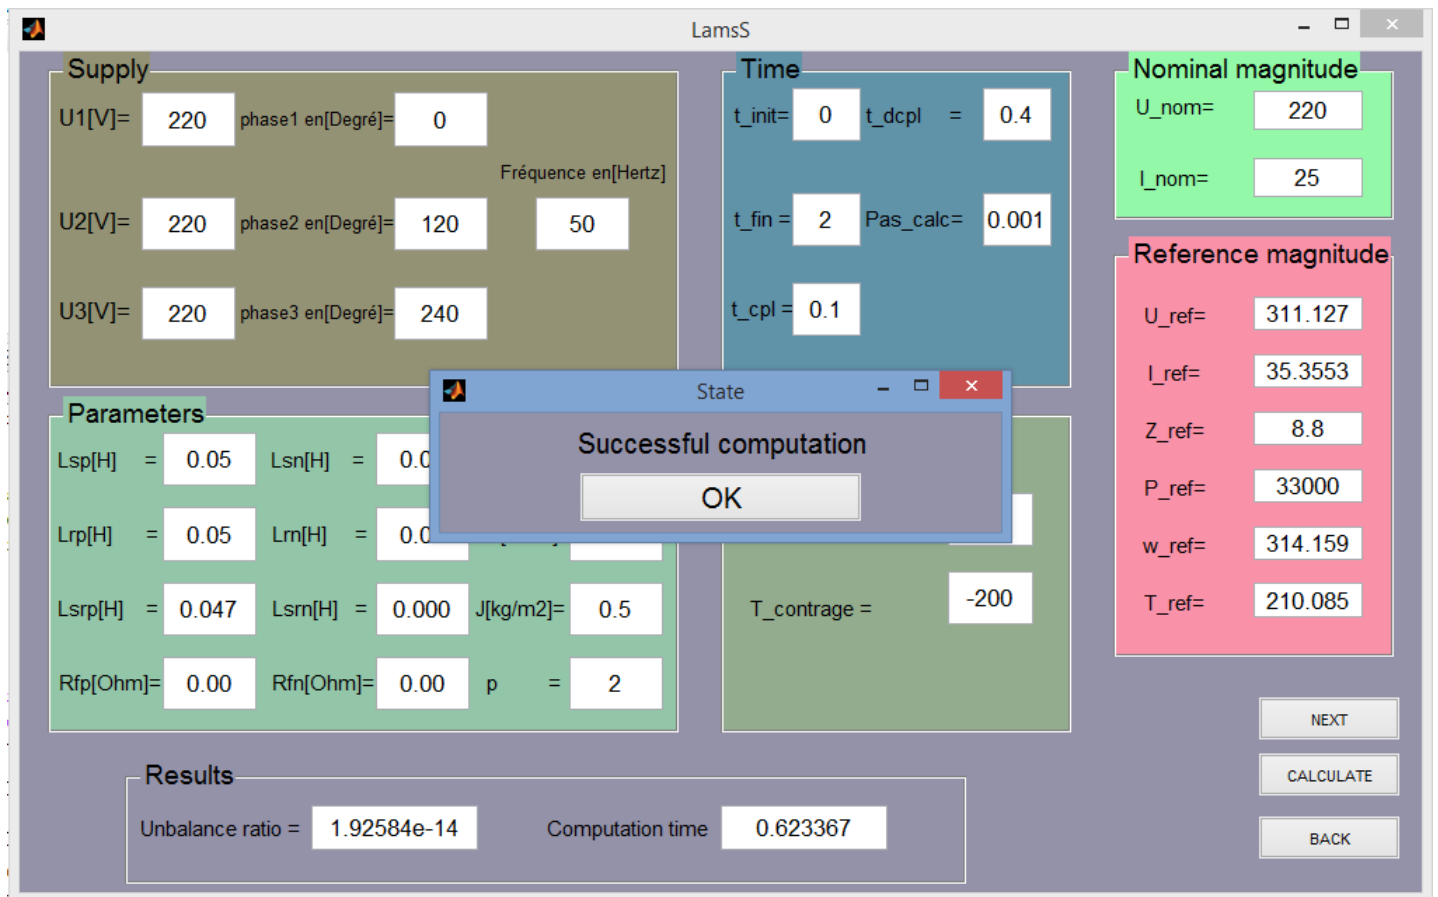 LamsS
Supply
U1[V]= 220 phase1 en[Degré]= 0
Fréquence en[Hertz]
U2[V]= 220 phase2 en[Degré]= 120 50
U3[V]= 220 phase3 en[Degré]= 240
Time
t_init= 0 t_dcpl = 0.4
t_fin = 2 Pas_calc= 0.001
t_cpl = 0.1
Nominal magnitude
U_nom= 220
I_nom= 25
Reference magnitude
U_ref= 311.127
I_ref= 35.3553
Z_ref= 8.8
P_ref= 33000
w_ref= 314.159
T_ref= 210.085
State
Successful computation
OK
Parameters
Lsp[H] = 0.05 Lsn[H] = 0.0
Lrp[H] = 0.05 Lrn[H] = 0.0
Lsrp[H] = 0.047 Lsrn[H] = 0.000 J[kg/m2]= 0.5
Rfp[Ohm]= 0.00 Rfn[Ohm]= 0.00 p = 2
T_contrage = -200
NEXT
CALCULATE
BACK
Results
Unbalance ratio = 1.92584e-14 Computation time 0.623367